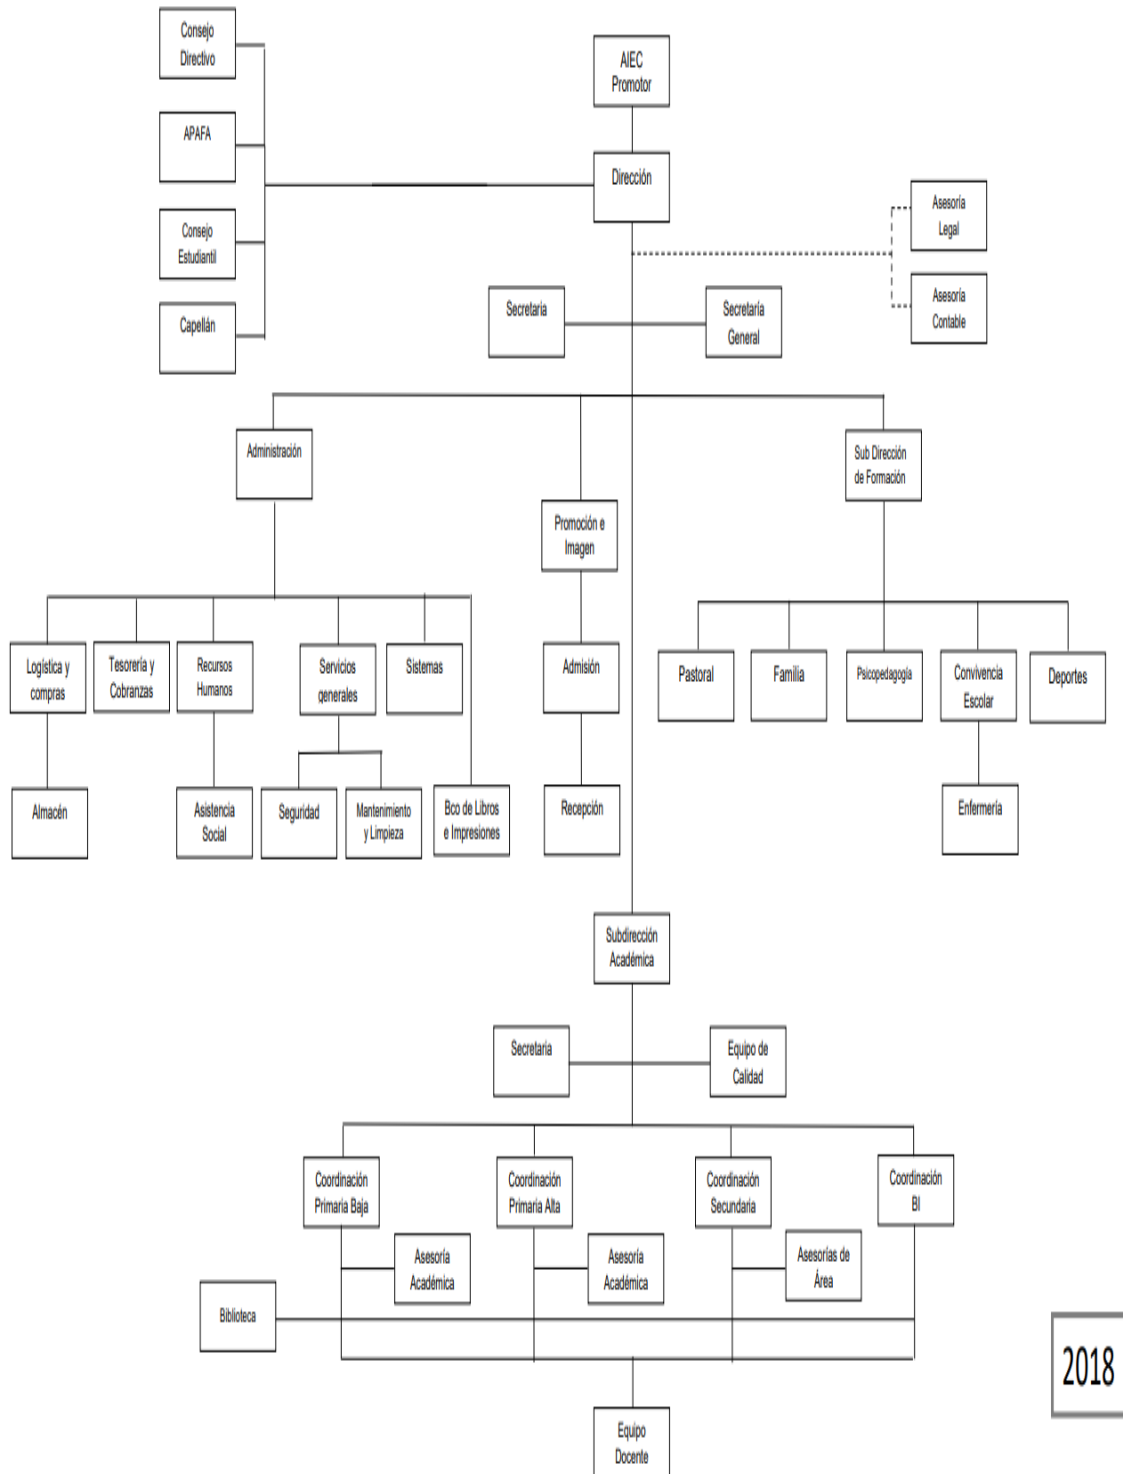 Consejo
Directivo
AIEC
Promotor
APAFA
Dirección
Consejo
Estudiantil
Asesoría
Legal
Capellán
Secretaria
Secretaría
General
Asesoría
Contable
Administración
Promoción e
Imagen
Sub Dirección
de Formación
Logística y
compras
Tesorería y
Cobranzas
Recursos
Humanos
Servicios
generales
Sistemas
Admisión
Pastoral
Familia
Psicopedagogía
Convivencia
Escolar
Deportes
Almacén
Asistencia
Social
Seguridad
Mantenimiento
y Limpieza
Bco de Libros
e Impresiones
Recepción
Enfermería
Subdirección
Académica
Secretaria
Equipo de
Calidad
Coordinación
Primaria Baja
Coordinación
Primaria Alta
Coordinación
Secundaria
Coordinación
BI
Asesoría
Académica
Asesoría
Académica
Asesorías de
Área
Biblioteca
2018
Equipo
Docente